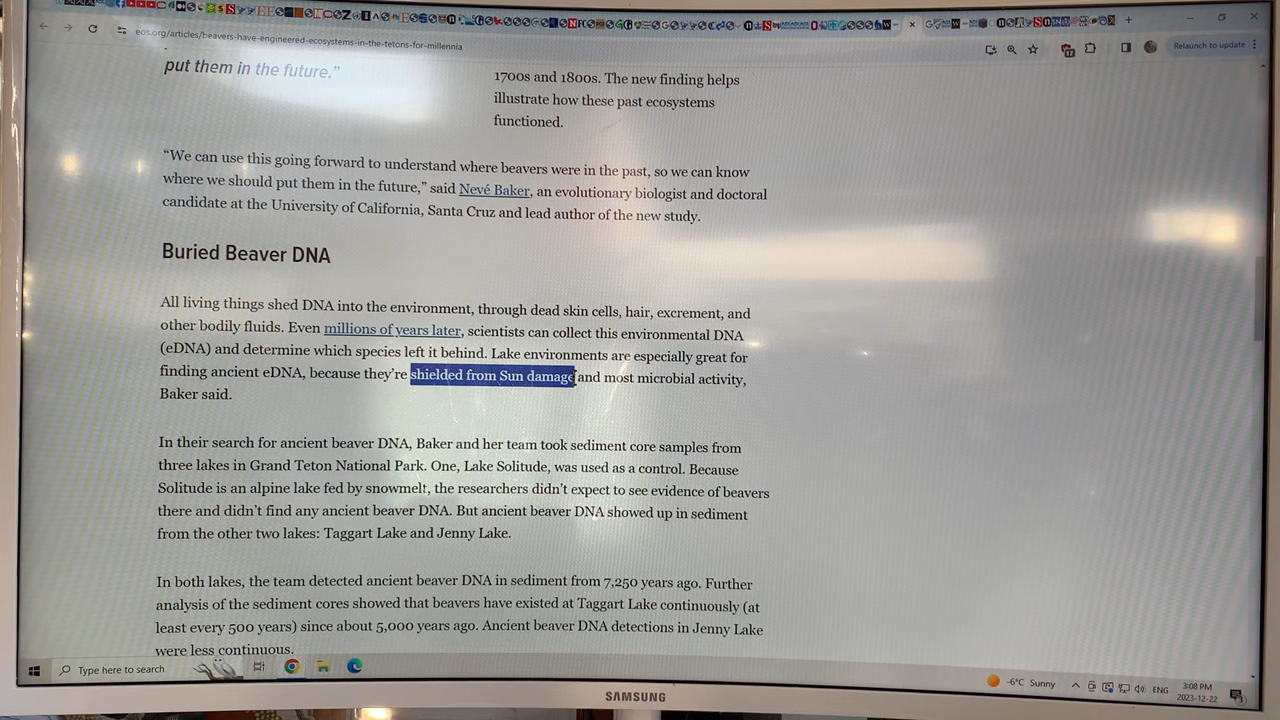 eos.org/articles/beavers-have-engineered-ecosystems-in-the-tetons-for-millennia
Relaunch to update
put them in the future.”
1700s and 1800s. The new finding helps
illustrate how these past ecosystems
functioned.
“We can use this going forward to understand where beavers were in the past, so we can know
where we should put them in the future,” said Nevé Baker, an evolutionary biologist and doctoral
candidate at the University of California, Santa Cruz and lead author of the new study.
Buried Beaver DNA
All living things shed DNA into the environment, through dead skin cells, hair, excrement, and
other bodily fluids. Even millions of years later, scientists can collect this environmental DNA
(eDNA) and determine which species left it behind. Lake environments are especially great for
finding ancient eDNA, because they’re shielded from Sun damage and most microbial activity,
Baker said.
In their search for ancient beaver DNA, Baker and her team took sediment core samples from
three lakes in Grand Teton National Park. One, Lake Solitude, was used as a control. Because
Solitude is an alpine lake fed by snowmelt, the researchers didn’t expect to see evidence of beavers
there and didn’t find any ancient beaver DNA. But ancient beaver DNA showed up in sediment
from the other two lakes: Taggart Lake and Jenny Lake.
In both lakes, the team detected ancient beaver DNA in sediment from 7,250 years ago. Further
analysis of the sediment cores showed that beavers have existed at Taggart Lake continuously (at
least every 500 years) since about 5,000 years ago. Ancient beaver DNA detections in Jenny Lake
were less continuous.
Type here to search
-6°C Sunny
ENG
3:08 PM
2023-12-22
SAMSUNG